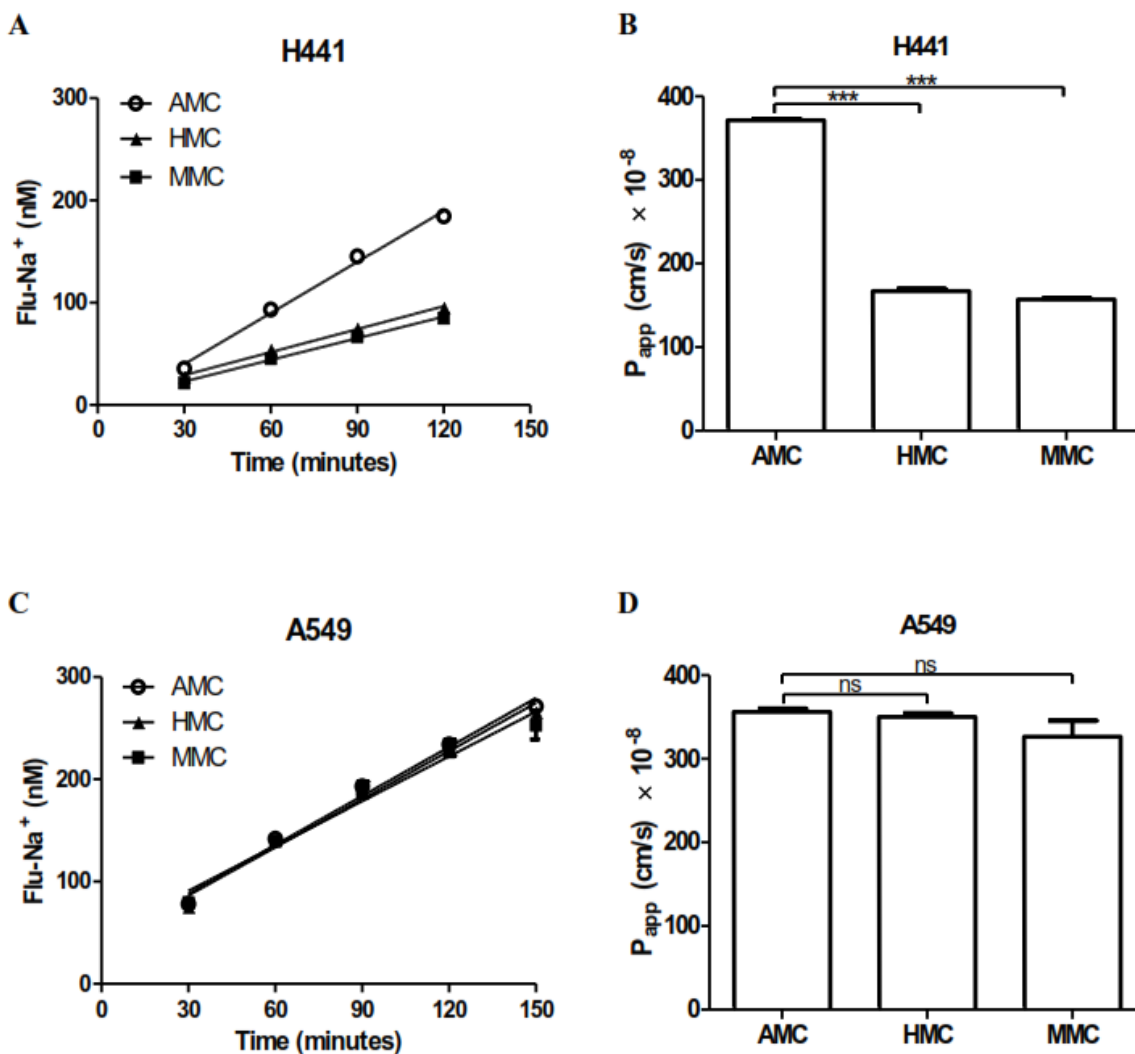 A
H441
300
200
100
0
AMC
HMC
MMC
Flu-Na⁺ (nM)
0 30 60 90 120 150
Time (minutes)
B
H441
***
***
400
300
200
100
0
P_app (cm/s) × 10⁻⁸
AMC HMC MMC
C
A549
300
200
100
0
AMC
HMC
MMC
Flu-Na⁺ (nM)
0 30 60 90 120 150
Time (minutes)
D
A549
ns
ns
400
300
200
100
0
P_app (cm/s) × 10⁻⁸
AMC HMC MMC